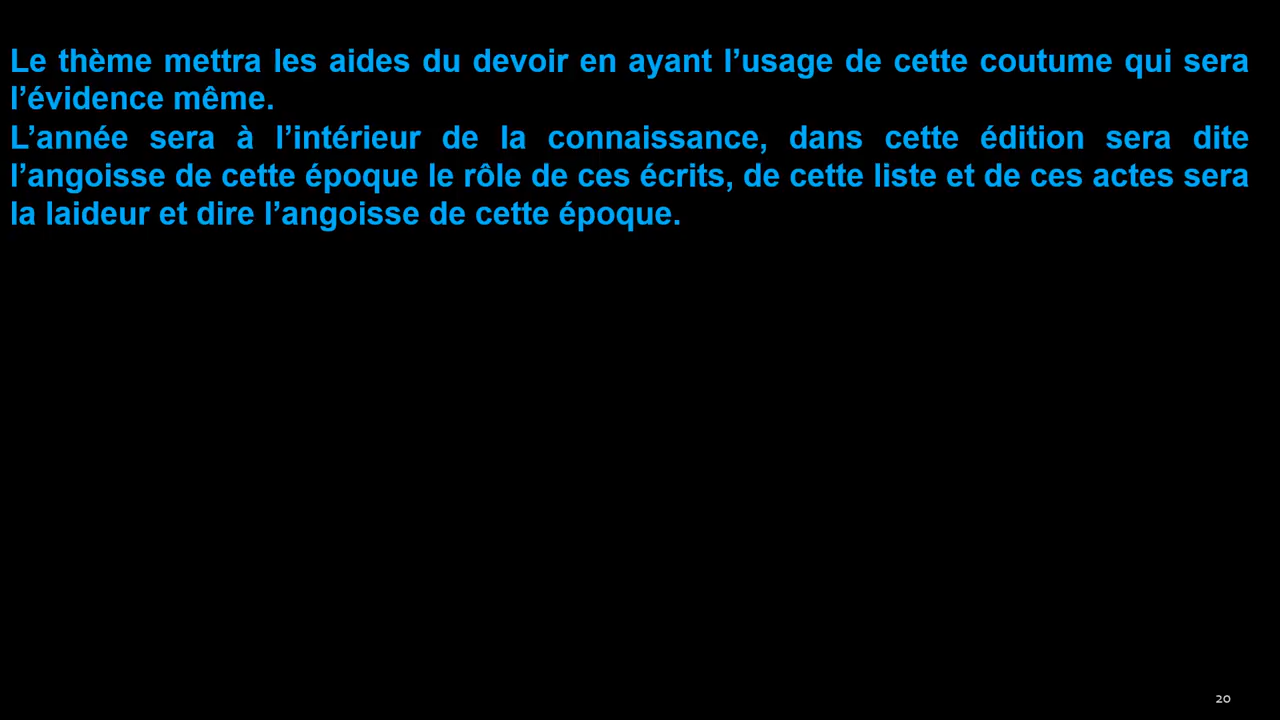 Le thème mettra les aides du devoir en ayant l’usage de cette coutume qui sera
l’évidence même.
L’année sera à l’intérieur de la connaissance, dans cette édition sera dite
l’angoisse de cette époque le rôle de ces écrits, de cette liste et de ces actes sera
la laideur et dire l’angoisse de cette époque.
20